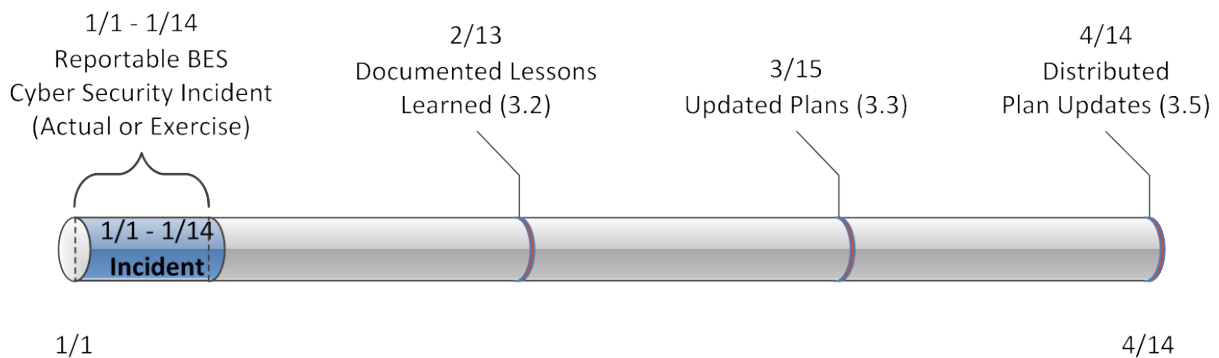 1/1 - 1/14
Reportable BES
Cyber Security Incident
(Actual or Exercise)
2/13
Documented Lessons
Learned (3.2)
3/15
Updated Plans (3.3)
4/14
Distributed
Plan Updates (3.5)
1/1 - 1/14
Incident
1/1
4/14